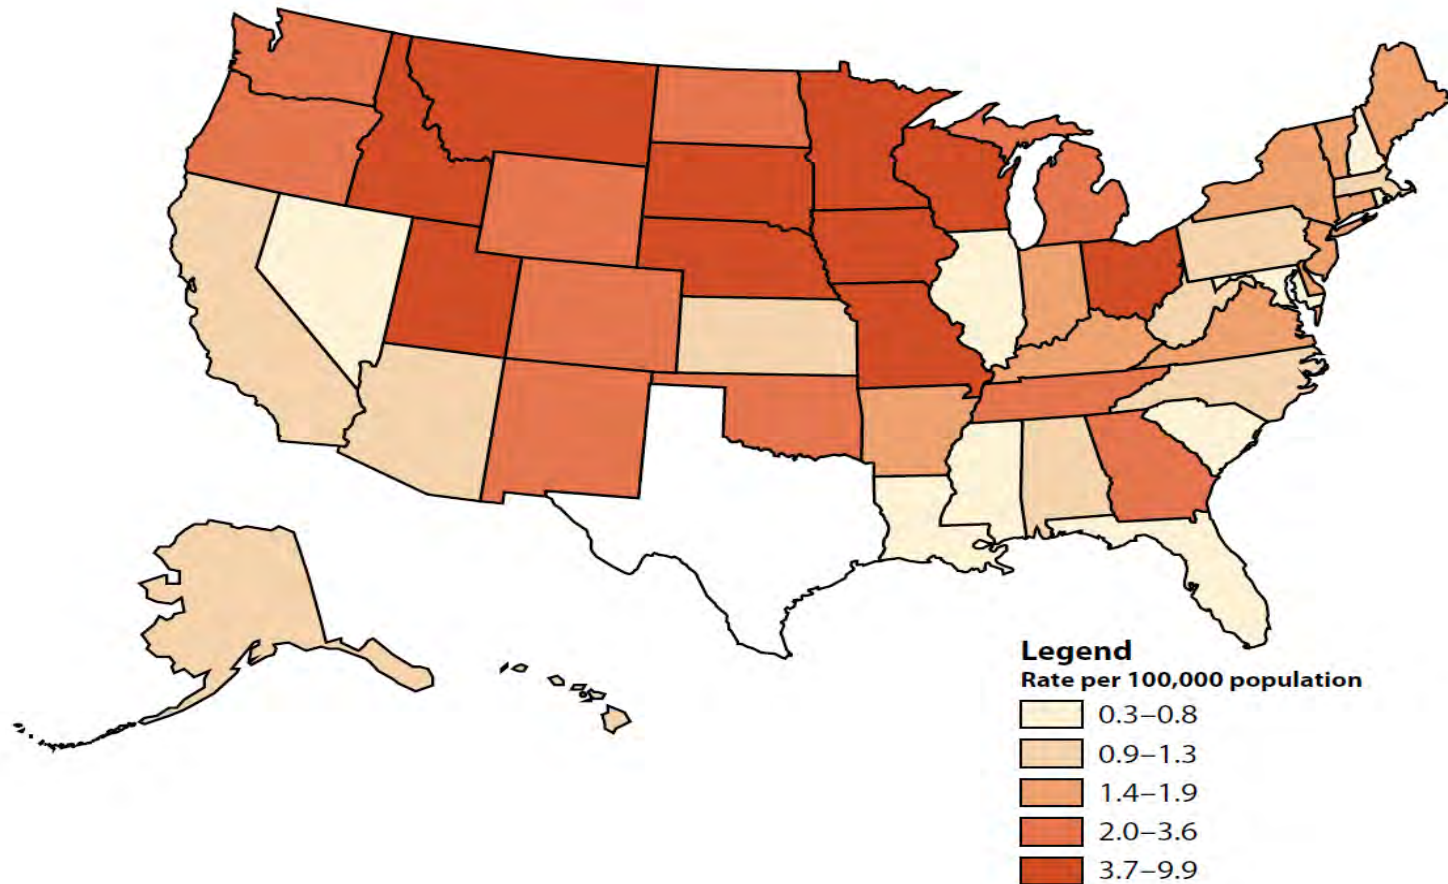 Legend
Rate per 100,000 population
0.3–0.8
0.9–1.3
1.4–1.9
2.0–3.6
3.7–9.9